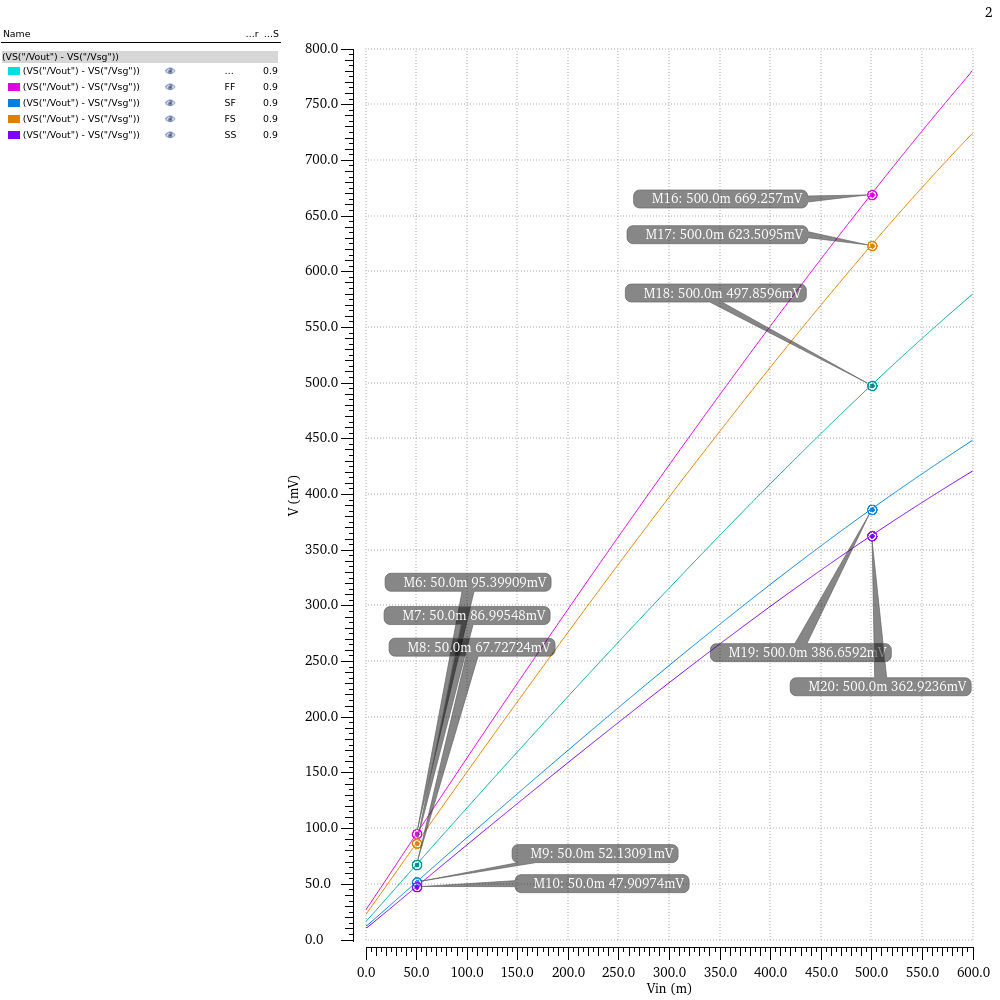 2
Name ...r ...S
(VS("/Vout") - VS("/Vsg"))
(VS("/Vout") - VS("/Vsg")) ... 0.9
(VS("/Vout") - VS("/Vsg")) FF 0.9
(VS("/Vout") - VS("/Vsg")) SF 0.9
(VS("/Vout") - VS("/Vsg")) FS 0.9
(VS("/Vout") - VS("/Vsg")) SS 0.9
800.0
750.0
700.0
650.0
600.0
550.0
500.0
450.0
400.0
350.0
300.0
250.0
200.0
150.0
100.0
50.0
0.0
V (mV)
M16: 500.0m 669.257mV
M17: 500.0m 623.5095mV
M18: 500.0m 497.8596mV
M6: 50.0m 95.39909mV
M7: 50.0m 86.99548mV
M8: 50.0m 67.72724mV
M19: 500.0m 386.6592mV
M20: 500.0m 362.9236mV
M9: 50.0m 52.13091mV
M10: 50.0m 47.90974mV
0.0 50.0 100.0 150.0 200.0 250.0 300.0 350.0 400.0 450.0 500.0 550.0 600.0
Vin (m)